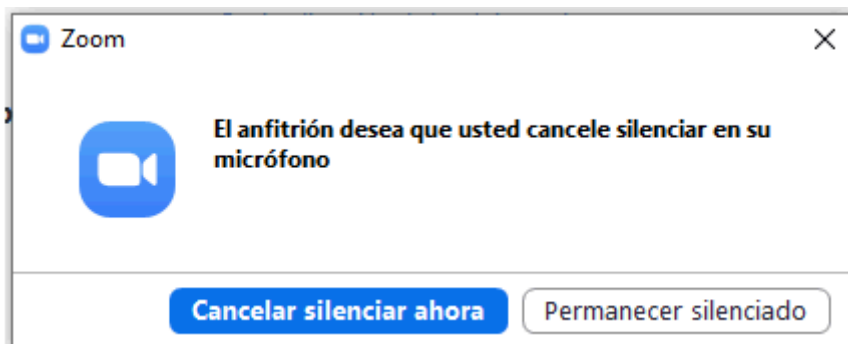 Zoom
El anfitrión desea que usted cancele silenciar en su
micrófono
Cancelar silenciar ahora
Permanecer silenciado